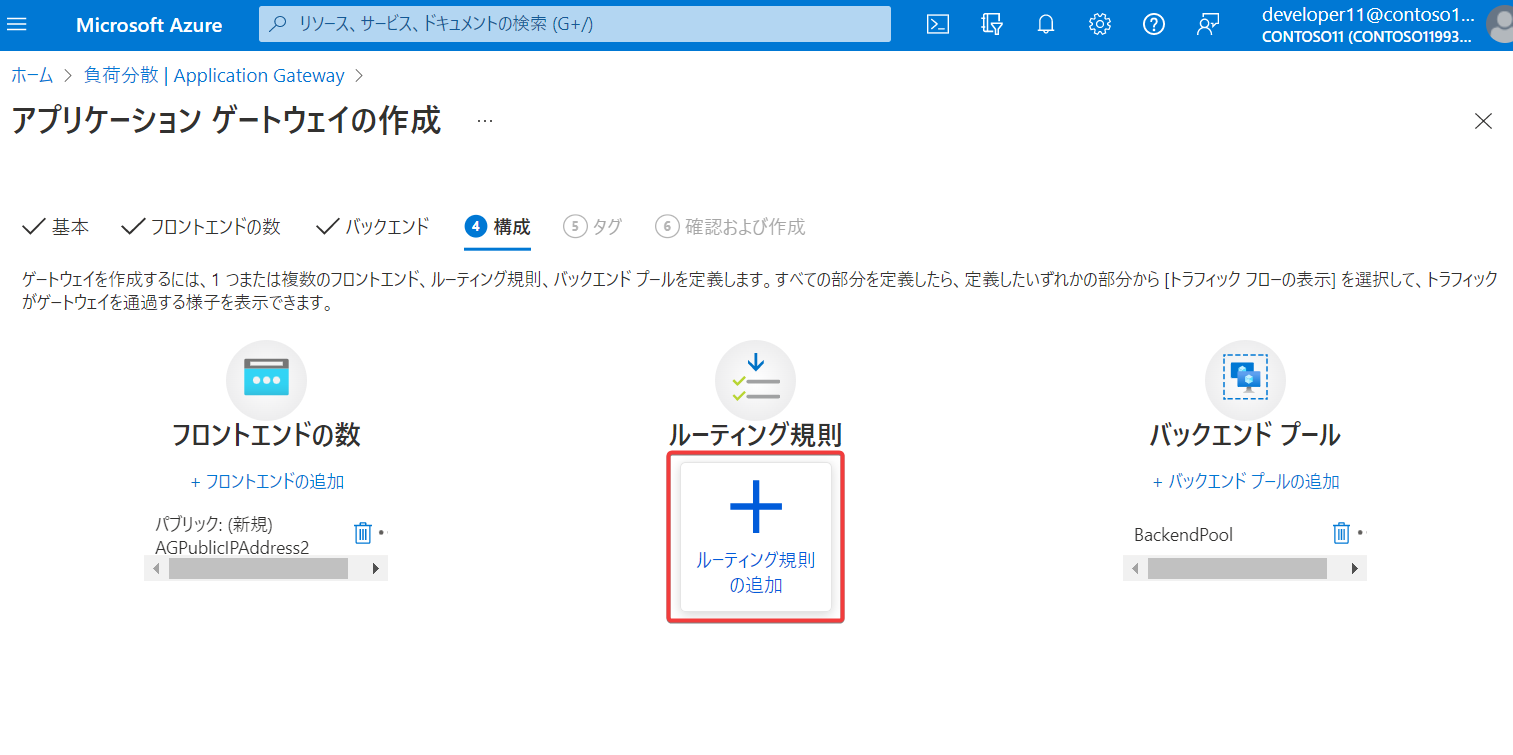 Microsoft Azure
リソース、サービス、ドキュメントの検索 (G+/)
developer11@contoso1...
CONTOSO11 (CONTOSO11993...
ホーム > 負荷分散 | Application Gateway >
アプリケーション ゲートウェイの作成 ...
基本
フロントエンドの数
バックエンド
4 構成
5 タグ
6 確認および作成
ゲートウェイを作成するには、1 つまたは複数のフロントエンド、ルーティング規則、バックエンド プールを定義します。すべての部分を定義したら、定義したいずれかの部分から [トラフィック フローの表示] を選択して、トラフィック
がゲートウェイを通過する様子を表示できます。
フロントエンドの数
+ フロントエンドの追加
パブリック: (新規)
AGPublicIPAddress2
ルーティング規則
ルーティング規則
の追加
バックエンド プール
+ バックエンド プールの追加
BackendPool